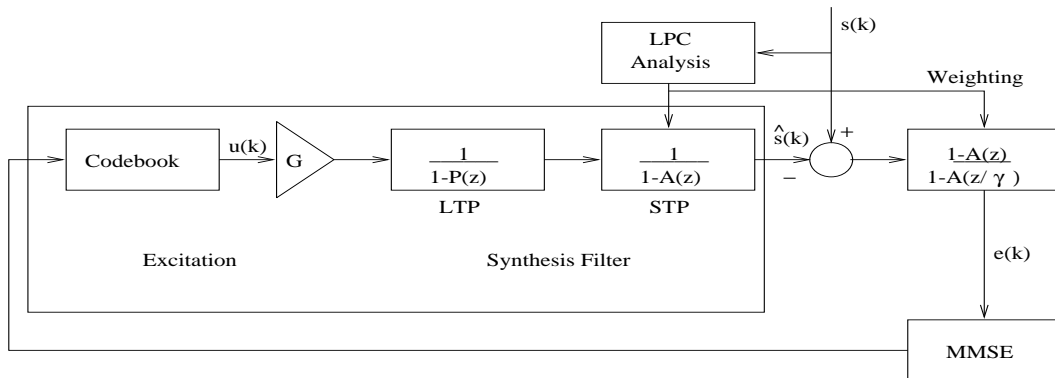 s(k)
LPC
Analysis
Weighting
Codebook
u(k)
G
1
1-P(z)
LTP
1
1-A(z)
STP
ŝ(k)
+
−
1-A(z)
1-A(z/ γ )
Excitation
Synthesis Filter
e(k)
MMSE